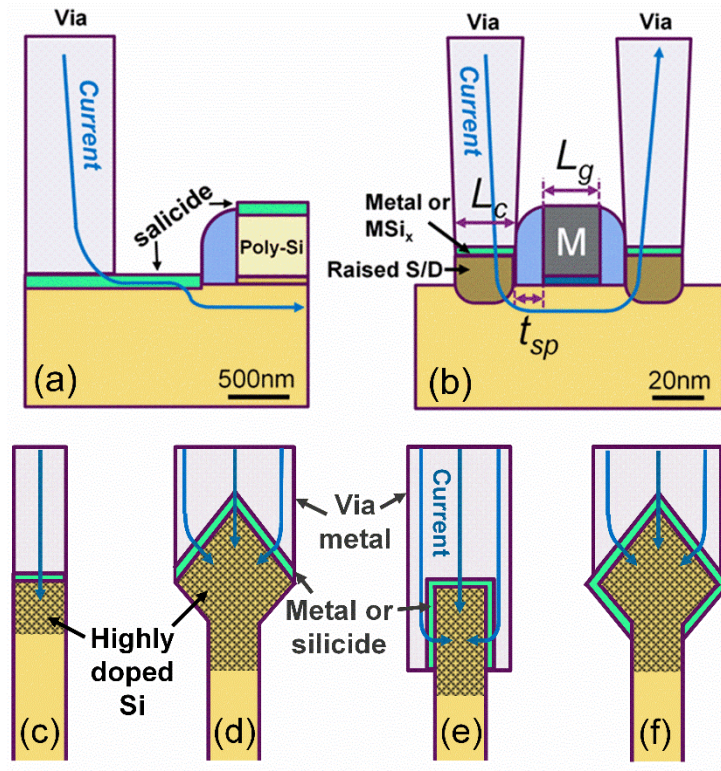 Via
Current
salicide
Poly-Si
(a)
500nm
Via
Via
Current
L_g
L_c
Metal or
MSi_x
M
Raised S/D
t_sp
(b)
20nm
Via
metal
Current
Metal or
silicide
Highly
doped
Si
(c)
(d)
(e)
(f)